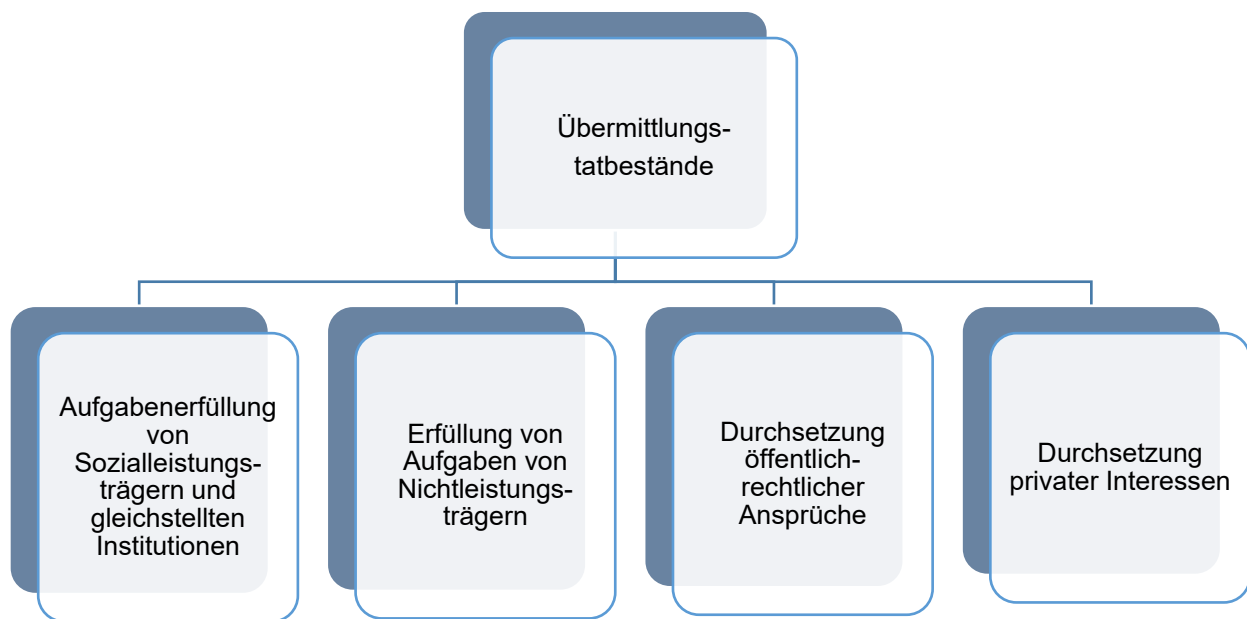 Übermittlungs-
tatbestände
Aufgabenerfüllung
von
Sozialleistungs-
trägern und
gleichstellten
Institutionen
Erfüllung von
Aufgaben von
Nichtleistungs-
trägern
Durchsetzung
öffentlich-
rechtlicher
Ansprüche
Durchsetzung
privater Interessen